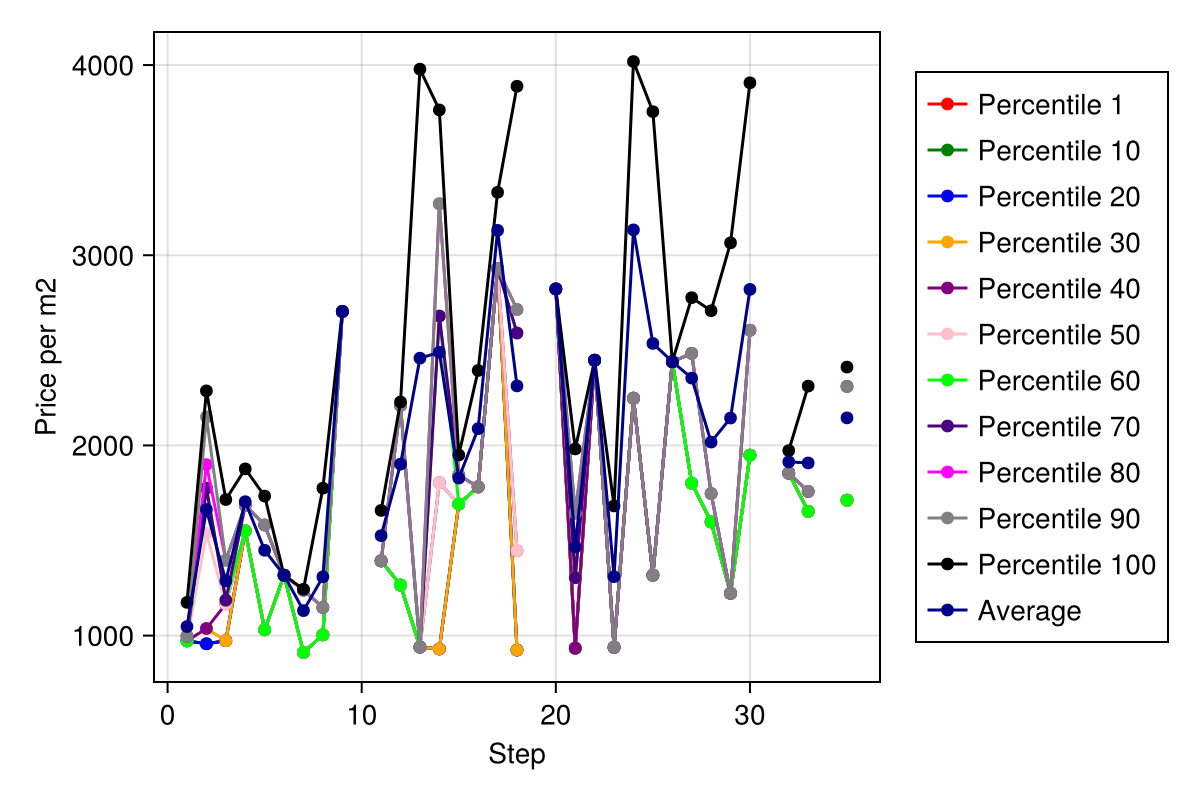 4000
3000
2000
1000
Price per m2
0
10
20
30
Step
Percentile 1
Percentile 10
Percentile 20
Percentile 30
Percentile 40
Percentile 50
Percentile 60
Percentile 70
Percentile 80
Percentile 90
Percentile 100
Average